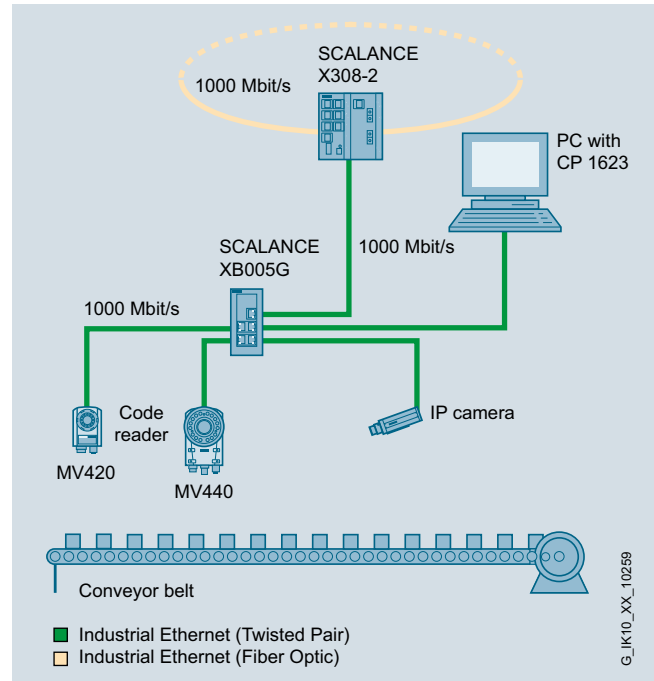 SCALANCE
X308-2
1000 Mbit/s
PC with
CP 1623
SCALANCE
XB005G
1000 Mbit/s
1000 Mbit/s
Code
reader
IP camera
MV420
MV440
Conveyor belt
Industrial Ethernet (Twisted Pair)
Industrial Ethernet (Fiber Optic)
G_IK10_XX_10259